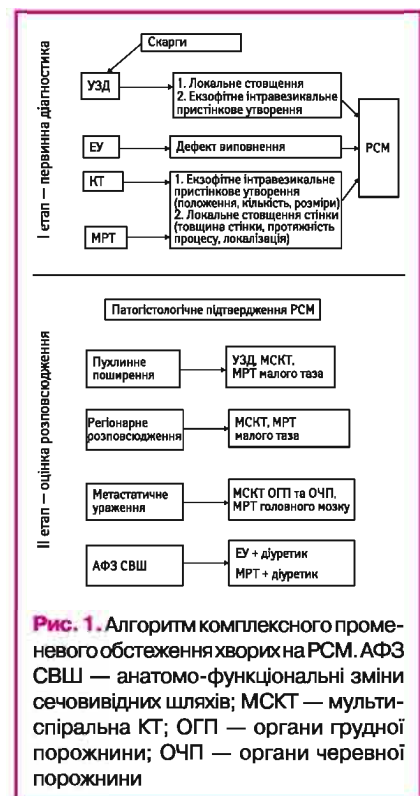 І етап — первинна діагностика
Скарги
УЗД
1. Локальне стовщення
2. Екзофітне інтравезикальне
пристінкове утворення
ЕУ
Дефект виповнення
РСМ
КТ
1. Екзофітне інтравезикальне
пристінкове утворення
(положення, кількість, розміри)
2. Локальне стовщення стінки
(товщина стінки, протяжність
процесу, локалізація)
МРТ
ІІ етап — оцінка розповсюдження
Патогістологічне підтвердження РСМ
Пухлинне
поширення
УЗД, МСКТ,
МРТ малого таза
Регіонарне
розповсюдження
МСКТ, МРТ
малого таза
Метастатичне
ураження
МСКТ ОГП та ОЧП,
МРТ головного мозку
АФЗ СВШ
ЕУ + діуретик
МРТ + діуретик
Рис. 1. Алгоритм комплексного проме-
невого обстеження хворих на РСМ. АФЗ
СВШ — анатомо-функціональні зміни
сечовивідних шляхів; МСКТ — мульти-
спіральна КТ; ОГП — органи грудної
порожнини; ОЧП — органи черевної
порожнини